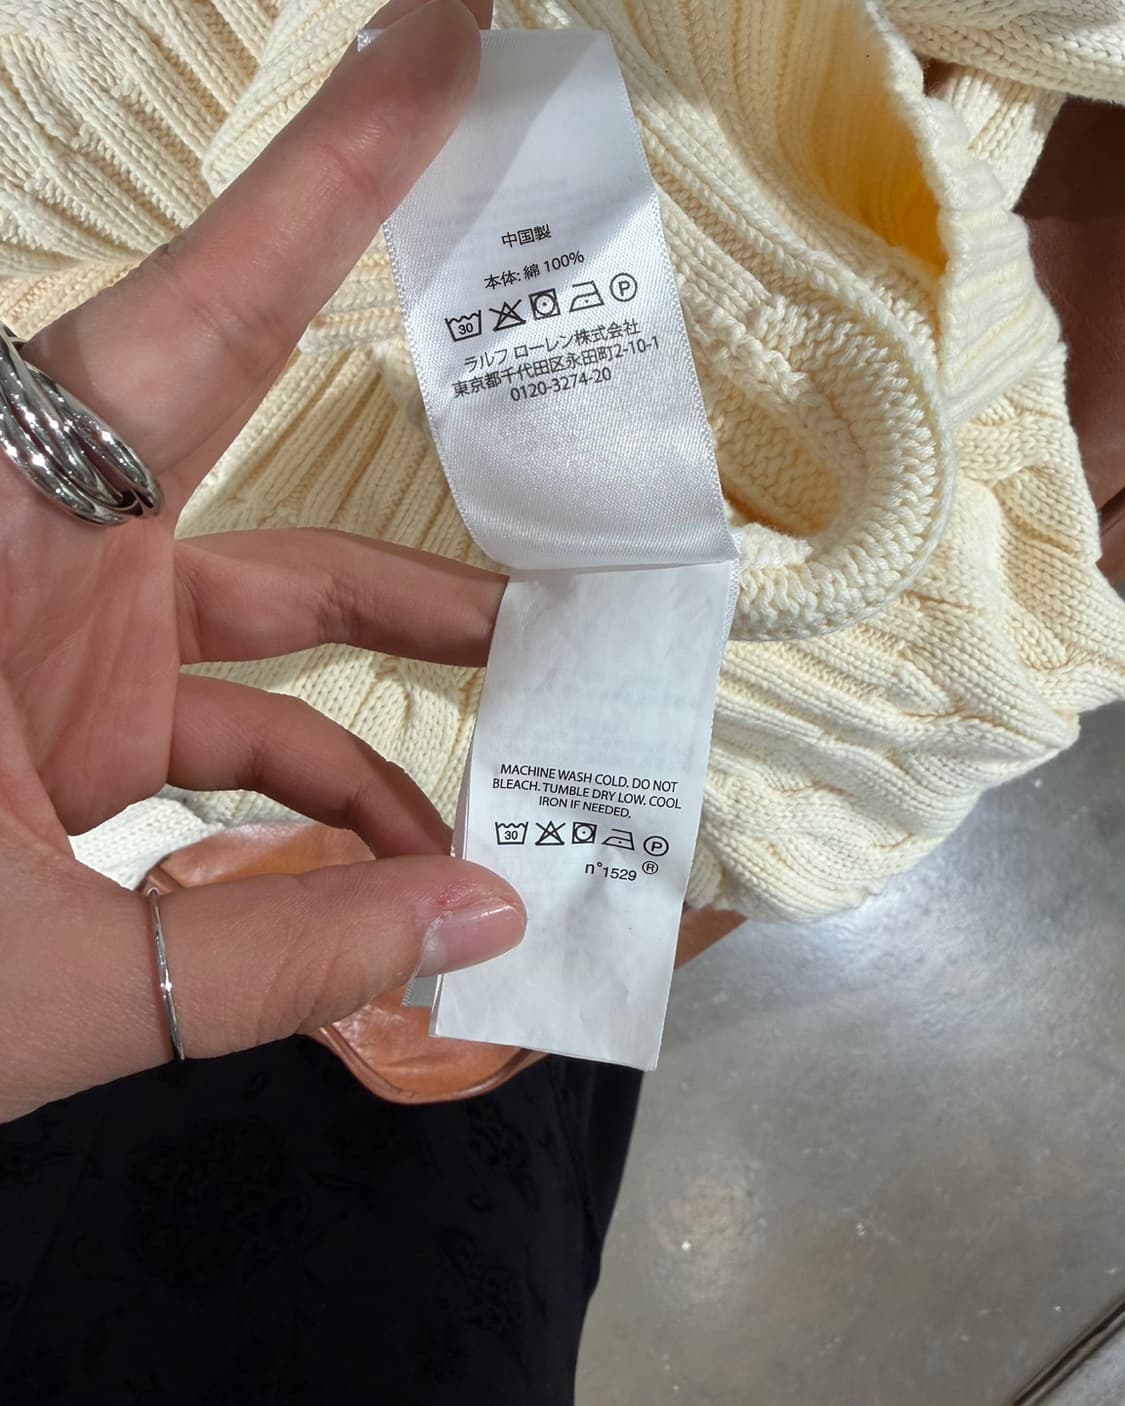 中国製
本体: 綿 100%
30 P
ラルフ ローレン株式会社
東京都千代田区永田町2-10-1
0120-3274-20
MACHINE WASH COLD. DO NOT
BLEACH. TUMBLE DRY LOW. COOL
IRON IF NEEDED.
30 P
n°1529 ®